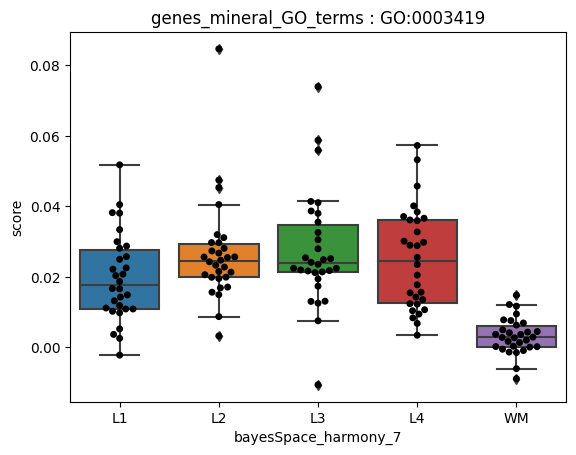 genes_mineral_GO_terms : GO:0003419
0.08
0.06
0.04
0.02
0.00
score
L1 L2 L3 L4 WM
bayesSpace_harmony_7